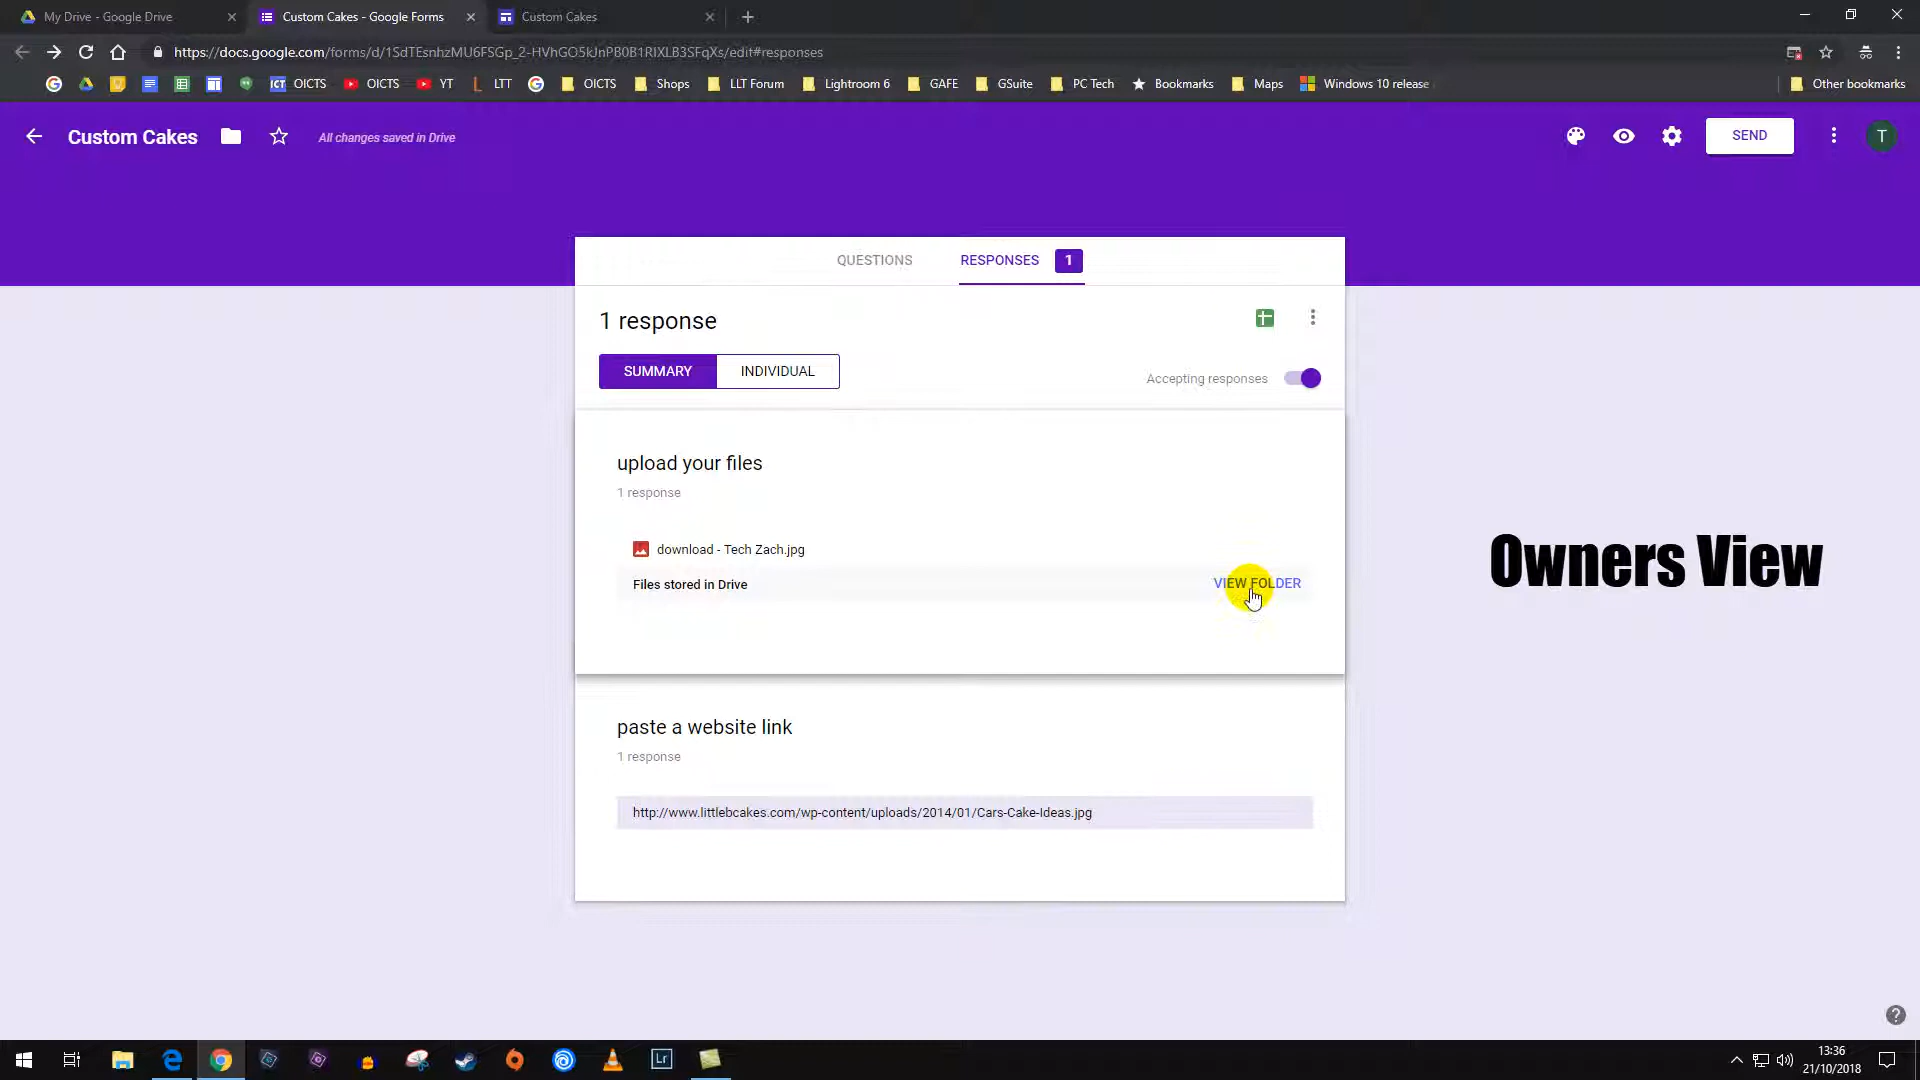 My Drive - Google Drive
Custom Cakes - Google Forms
Custom Cakes
https://docs.google.com/forms/d/1SdTEsnhzMU6FSGp_2-HVhGO5kJnPB0B1RIXLB3SFqXs/edit#responses
ICT OICTS
OICTS
YT
LTT
OICTS
Shops
LLT Forum
Lightroom 6
GAFE
GSuite
PC Tech
Bookmarks
Maps
Windows 10 release
Other bookmarks
Custom Cakes
All changes saved in Drive
SEND
T
QUESTIONS
RESPONSES 1
1 response
SUMMARY
INDIVIDUAL
Accepting responses
upload your files
1 response
download - Tech Zach.jpg
Files stored in Drive
VIEW FOLDER
Owners View
paste a website link
1 response
http://www.littlebcakes.com/wp-content/uploads/2014/01/Cars-Cake-Ideas.jpg
Lr
13:36
21/10/2018